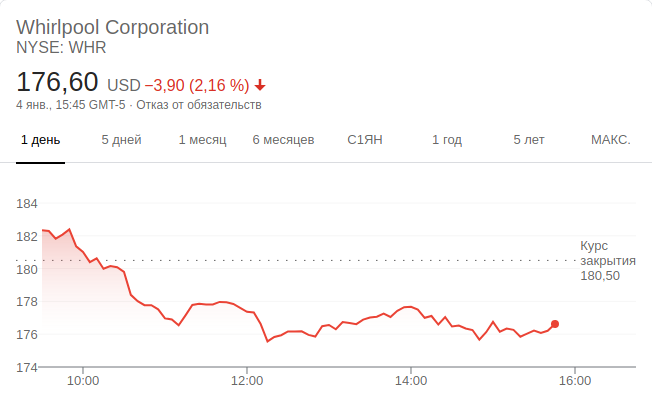 Whirlpool Corporation
NYSE: WHR
176,60 USD −3,90 (2,16 %)
4 янв., 15:45 GMT-5 · Отказ от обязательств
1 день 5 дней 1 месяц 6 месяцев С1ЯН 1 год 5 лет МАКС.
184
182
180
178
176
174
Курс
закрытия
180,50
10:00 12:00 14:00 16:00